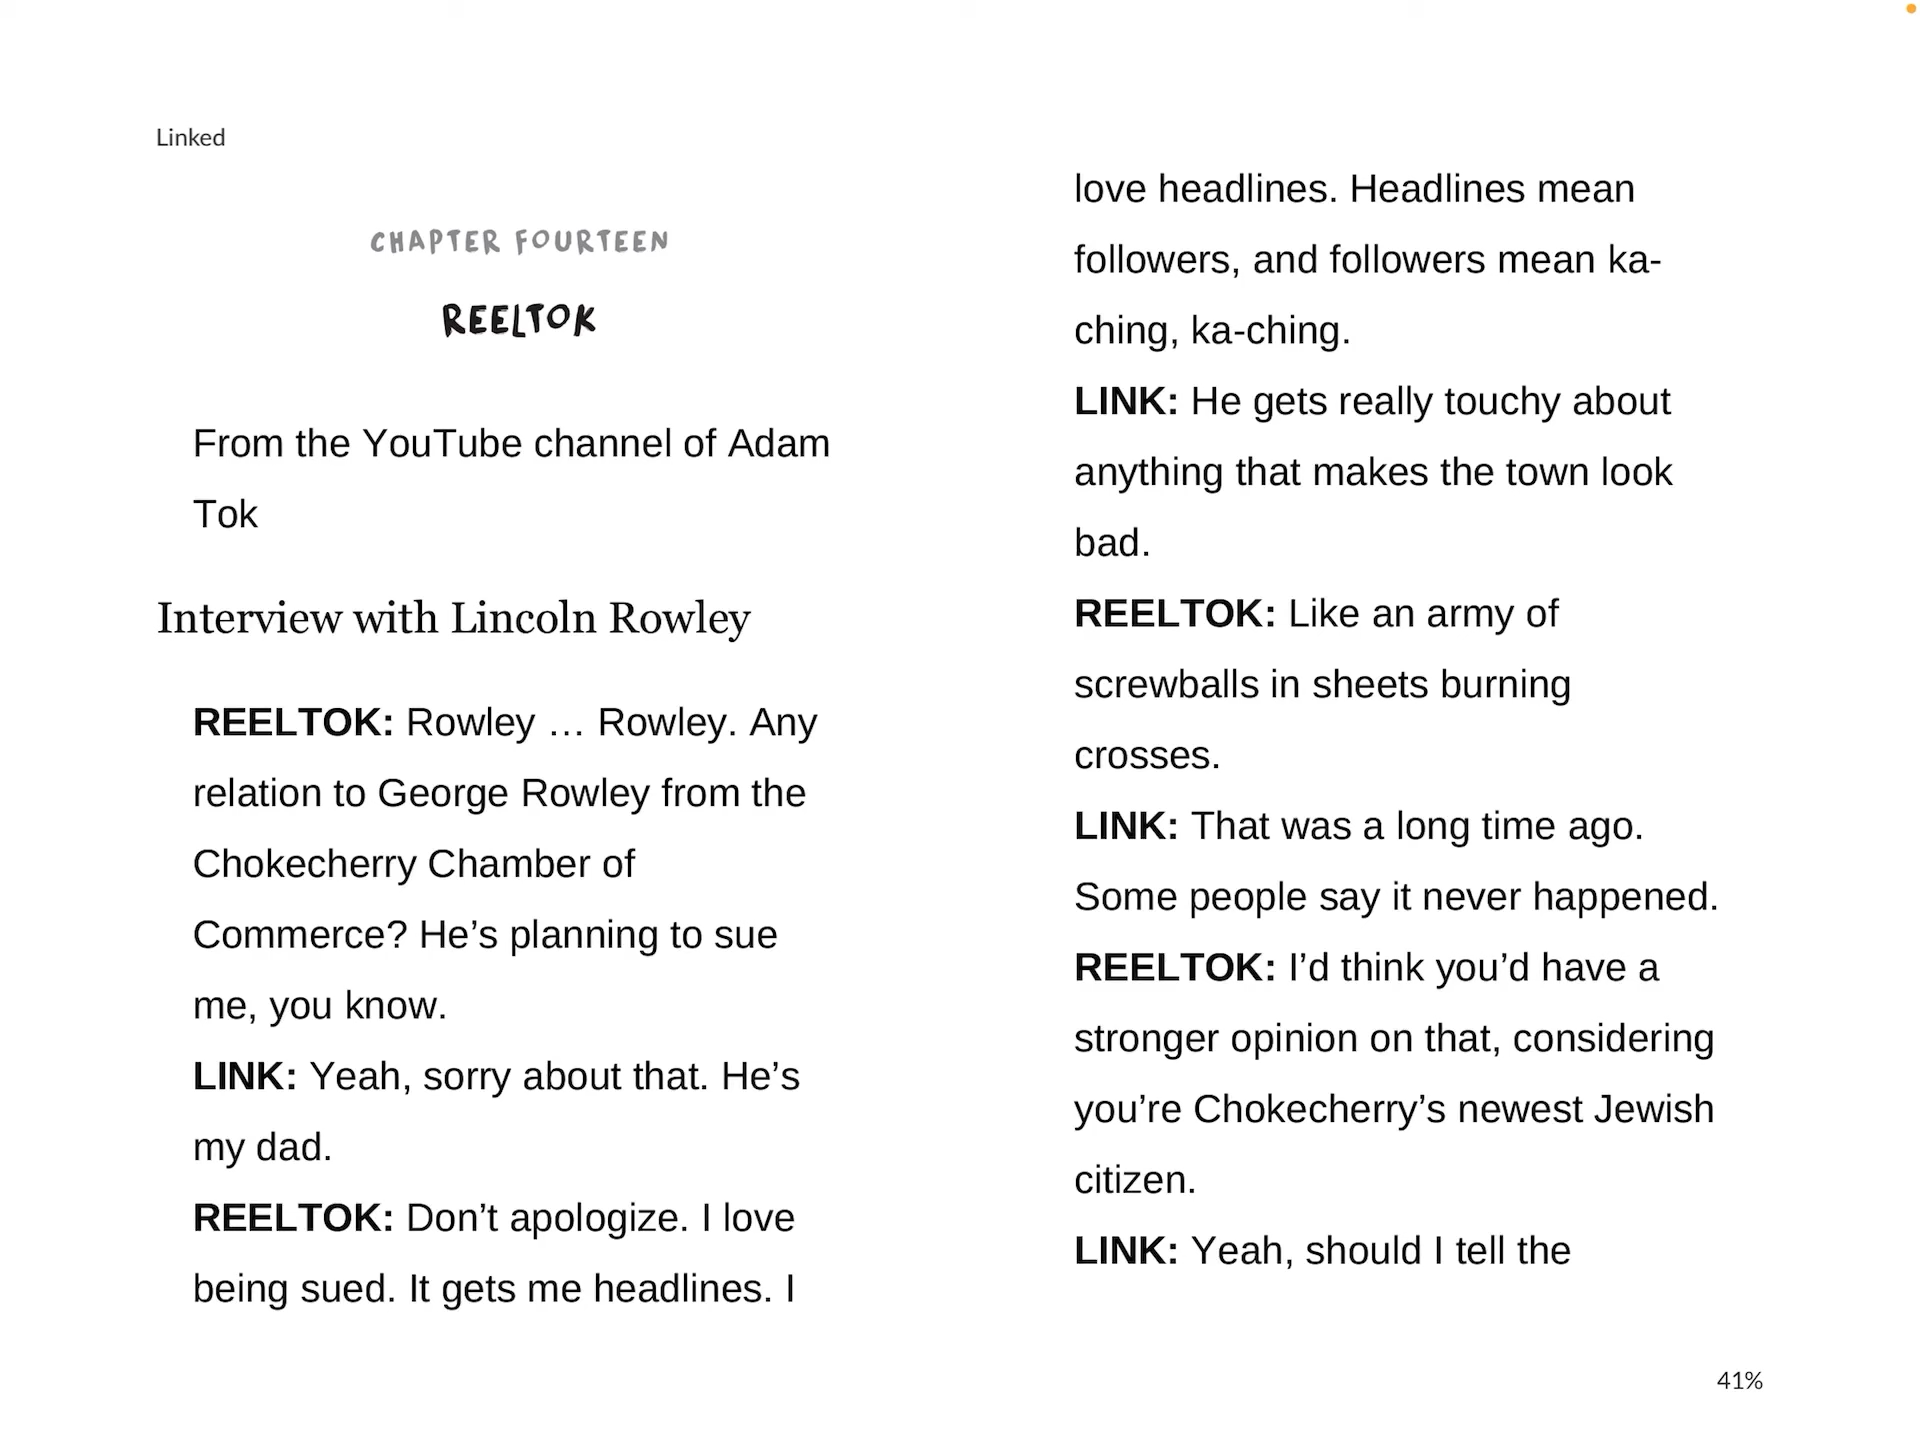 Linked
CHAPTER FOURTEEN
REELTOK
From the YouTube channel of Adam
Tok
Interview with Lincoln Rowley
REELTOK: Rowley … Rowley. Any
relation to George Rowley from the
Chokecherry Chamber of
Commerce? He’s planning to sue
me, you know.
LINK: Yeah, sorry about that. He’s
my dad.
REELTOK: Don’t apologize. I love
being sued. It gets me headlines. I
love headlines. Headlines mean
followers, and followers mean ka-
ching, ka-ching.
LINK: He gets really touchy about
anything that makes the town look
bad.
REELTOK: Like an army of
screwballs in sheets burning
crosses.
LINK: That was a long time ago.
Some people say it never happened.
REELTOK: I’d think you’d have a
stronger opinion on that, considering
you’re Chokecherry’s newest Jewish
citizen.
LINK: Yeah, should I tell the
41%